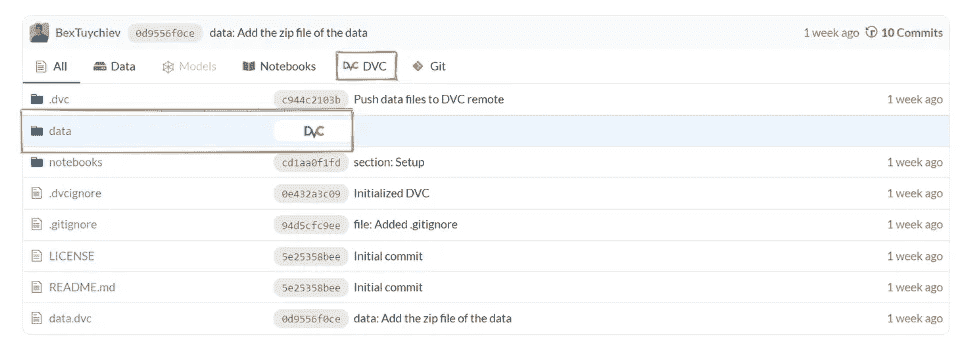 BexTuychiev 0d9556f0ce data: Add the zip file of the data 1 week ago 10 Commits
All Data Models Notebooks DVC DVC Git
.dvc c944c2103b Push data files to DVC remote 1 week ago
data DVC
notebooks cd1aa0f1fd section: Setup 1 week ago
.dvcignore 0e432a3c09 Initialized DVC 1 week ago
.gitignore 94d5cfc9ee file: Added .gitignore 1 week ago
LICENSE 5e25358bee Initial commit 1 week ago
README.md 5e25358bee Initial commit 1 week ago
data.dvc 0d9556f0ce data: Add the zip file of the data 1 week ago